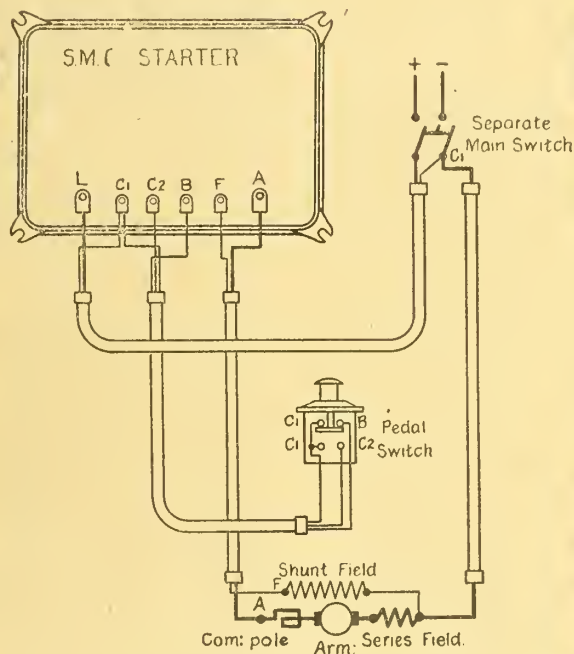 S.M.C STARTER
+ −
Separate
Main Switch
C1
L C1 C2 B F A
C1 B
Pedal
C1 C2
Switch
Shunt Field
F
A
Com: pole
Arm:
Series Field.